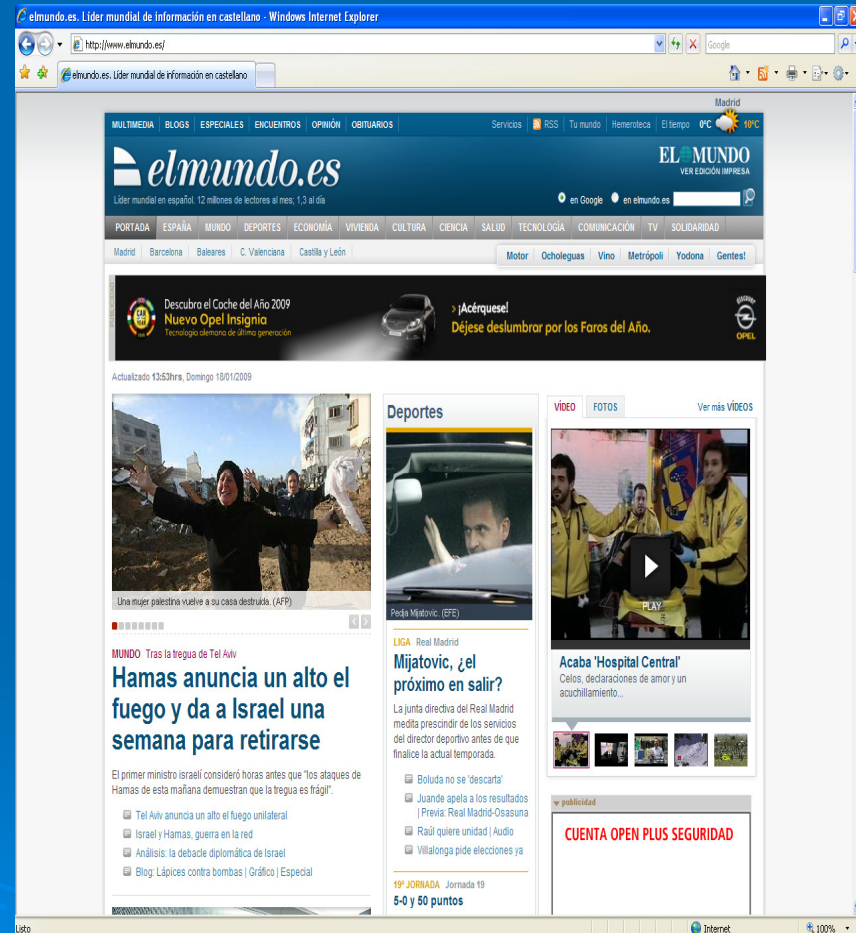 elmundo.es. Líder mundial de información en castellano - Windows Internet Explorer
http://www.elmundo.es/
Google
elmundo.es. Líder mundial de información en castellano
Madrid
MULTIMEDIA BLOGS ESPECIALES ENCUENTROS OPINIÓN OBITUARIOS
Servicios RSS Tu mundo Hemeroteca El tiempo 0ºC 10ºC
elmundo.es
EL MUNDO
VER EDICIÓN IMPRESA
Líder mundial en español. 12 millones de lectores al mes; 1,3 al día
en Google en elmundo.es
PORTADA ESPAÑA MUNDO DEPORTES ECONOMÍA VIVIENDA CULTURA CIENCIA SALUD TECNOLOGÍA COMUNICACIÓN TV SOLIDARIDAD
Madrid Barcelona Baleares C. Valenciana Castilla y León
Motor Ocholeguas Vino Metrópoli Yodona Gentes!
PUBLICIDAD
Descubra el Coche del Año 2009
Nuevo Opel Insignia
Tecnología alemana de última generación
CAR OF THE YEAR
> ¡Acérquese!
Déjese deslumbrar por los Faros del Año.
discover
OPEL
Actualizado 13:53hrs, Domingo 18/01/2009
Una mujer palestina vuelve a su casa destruida. (AFP)
MUNDO Tras la tregua de Tel Aviv
Hamas anuncia un alto el
fuego y da a Israel una
semana para retirarse
El primer ministro israelí consideró horas antes que "los ataques de
Hamas de esta mañana demuestran que la tregua es frágil".
Tel Aviv anuncia un alto el fuego unilateral
Israel y Hamas, guerra en la red
Análisis: la debacle diplomática de Israel
Blog: Lápices contra bombas | Gráfico | Especial
Deportes
Pedja Mijatovic. (EFE)
LIGA Real Madrid
Mijatovic, ¿el
próximo en salir?
La junta directiva del Real Madrid
medita prescindir de los servicios
del director deportivo antes de que
finalice la actual temporada.
Boluda no se 'descarta'
Juande apela a los resultados
| Previa: Real Madrid-Osasuna
Raúl quiere unidad | Audio
Villalonga pide elecciones ya
19ª JORNADA Jornada 19
5-0 y 50 puntos
VÍDEO FOTOS Ver más VÍDEOS
PLAY
Acaba 'Hospital Central'
Celos, declaraciones de amor y un
acuchillamiento...
publicidad
CUENTA OPEN PLUS SEGURIDAD
Listo
Internet
100%